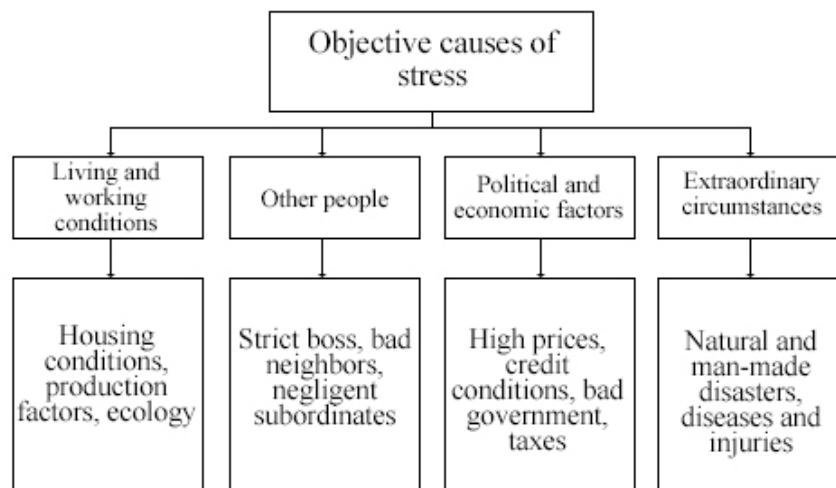 Objective causes of
stress
Living and
working
conditions
Other people
Political and
economic factors
Extraordinary
circumstances
Housing
conditions,
production
factors, ecology
Strict boss, bad
neighbors,
negligent
subordinates
High prices,
credit
conditions, bad
government,
taxes
Natural and
man-made
disasters,
diseases and
injuries